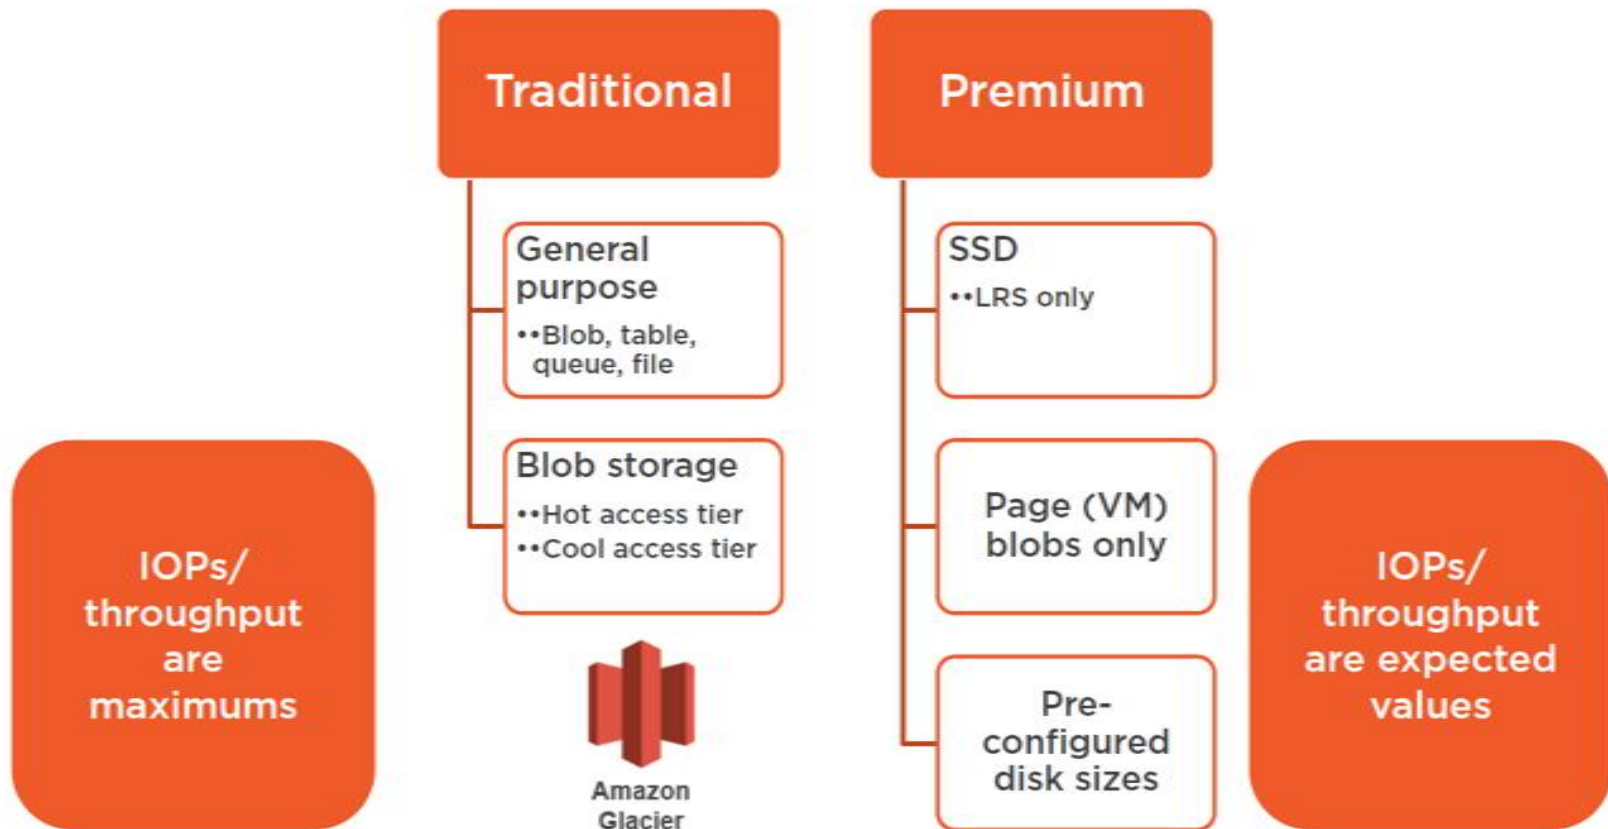 Traditional
General
purpose
••Blob, table,
queue, file
Blob storage
••Hot access tier
••Cool access tier
Amazon
Glacier
IOPs/
throughput
are
maximums
Premium
SSD
••LRS only
Page (VM)
blobs only
Pre-
configured
disk sizes
IOPs/
throughput
are expected
values